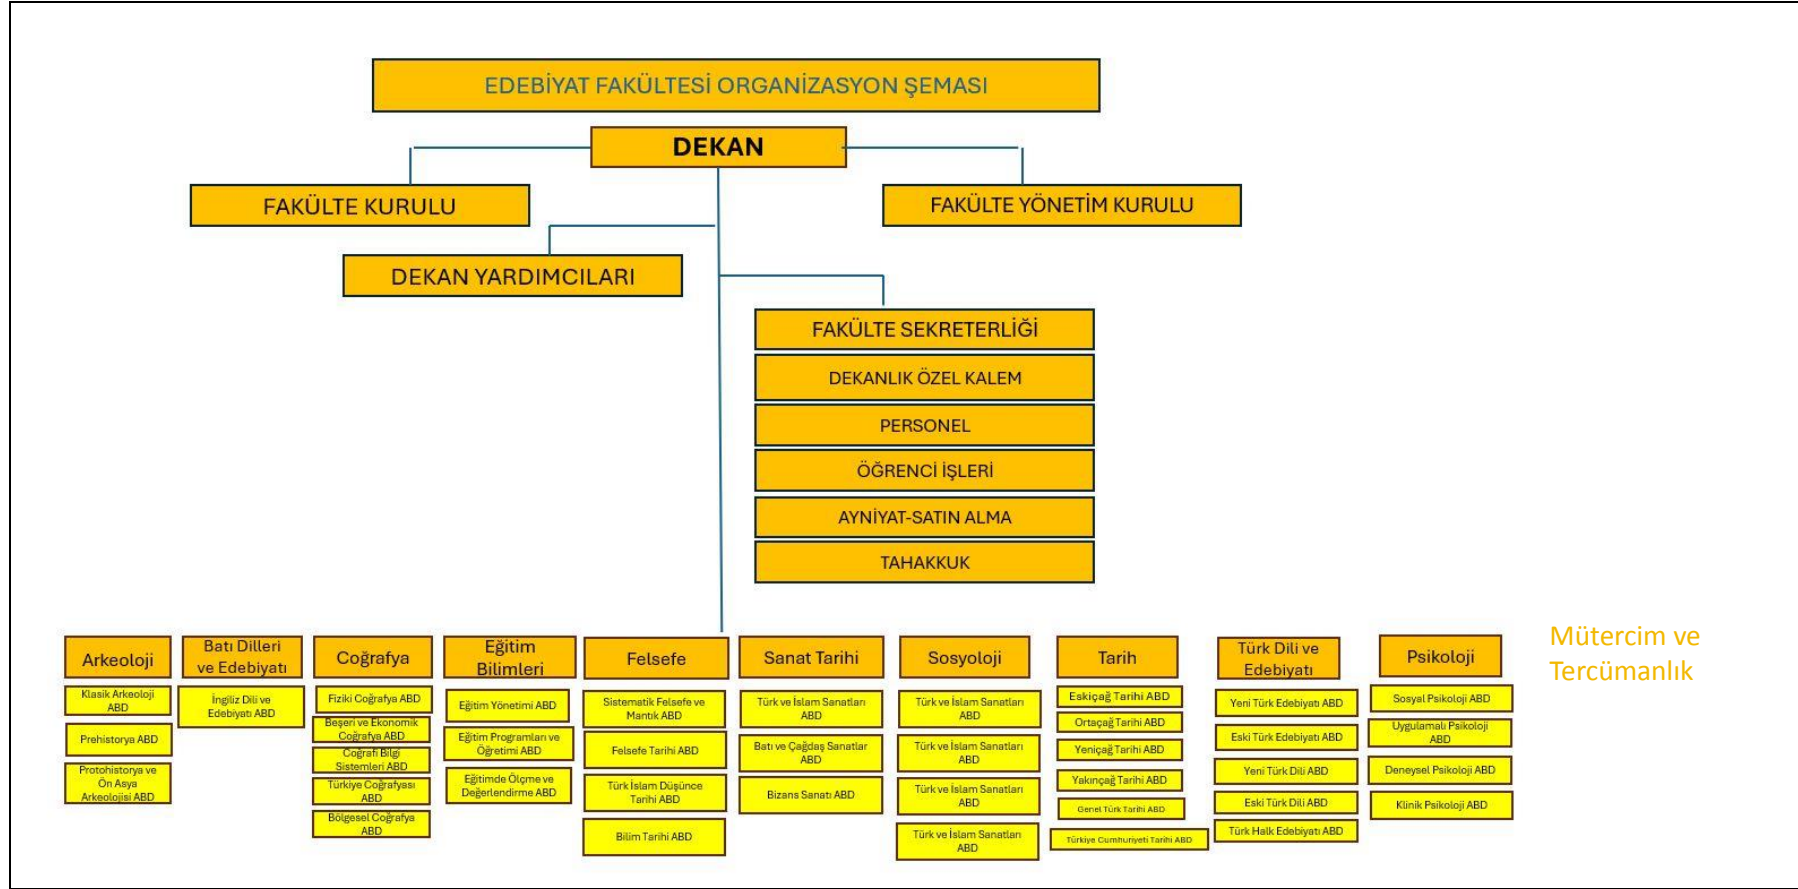 EDEBİYAT FAKÜLTESİ ORGANİZASYON ŞEMASI
DEKAN
FAKÜLTE KURULU
FAKÜLTE YÖNETİM KURULU
DEKAN YARDIMCILARI
FAKÜLTE SEKRETERLİĞİ
DEKANLIK ÖZEL KALEM
PERSONEL
ÖĞRENCİ İŞLERİ
AYNİYAT-SATIN ALMA
TAHAKKUK
Arkeoloji
Klasik Arkeoloji
ABD
Prehistorya ABD
Protohistorya ve
Ön Asya
Arkeolojisi ABD
Batı Dilleri
ve Edebiyatı
İngiliz Dili ve
Edebiyatı ABD
Coğrafya
Fiziki Coğrafya ABD
Beşeri ve Ekonomik
Coğrafya ABD
Coğrafi Bilgi
Sistemleri ABD
Türkiye Coğrafyası
ABD
Bölgesel Coğrafya
ABD
Eğitim
Bilimleri
Eğitim Yönetimi ABD
Eğitim Programları ve
Öğretimi ABD
Eğitimde Ölçme ve
Değerlendirme ABD
Felsefe
Sistematik Felsefe ve
Mantık ABD
Felsefe Tarihi ABD
Türk İslam Düşünce
Tarihi ABD
Bilim Tarihi ABD
Sanat Tarihi
Türk ve İslam Sanatları
ABD
Batı ve Çağdaş Sanatlar
ABD
Bizans Sanatı ABD
Sosyoloji
Türk ve İslam Sanatları
ABD
Türk ve İslam Sanatları
ABD
Türk ve İslam Sanatları
ABD
Türk ve İslam Sanatları
ABD
Tarih
Eskiçağ Tarihi ABD
Ortaçağ Tarihi ABD
Yeniçağ Tarihi ABD
Yakınçağ Tarihi ABD
Genel Türk Tarihi ABD
Türkiye Cumhuriyeti Tarihi ABD
Türk Dili ve
Edebiyatı
Yeni Türk Edebiyatı ABD
Eski Türk Edebiyatı ABD
Yeni Türk Dili ABD
Eski Türk Dili ABD
Türk Halk Edebiyatı ABD
Psikoloji
Sosyal Psikoloji ABD
Uygulamalı Psikoloji
ABD
Deneysel Psikoloji ABD
Klinik Psikoloji ABD
Mütercim ve
Tercümanlık